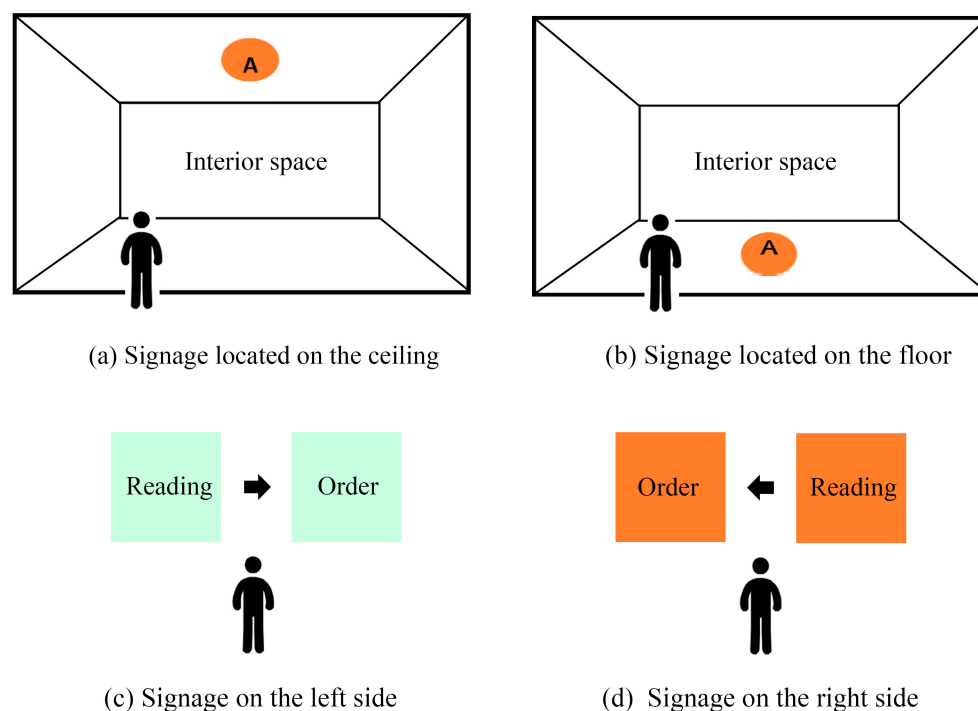 A
Interior space
(a) Signage located on the ceiling
Interior space
A
(b) Signage located on the floor
Reading Order
(c) Signage on the left side
Order Reading
(d) Signage on the right side